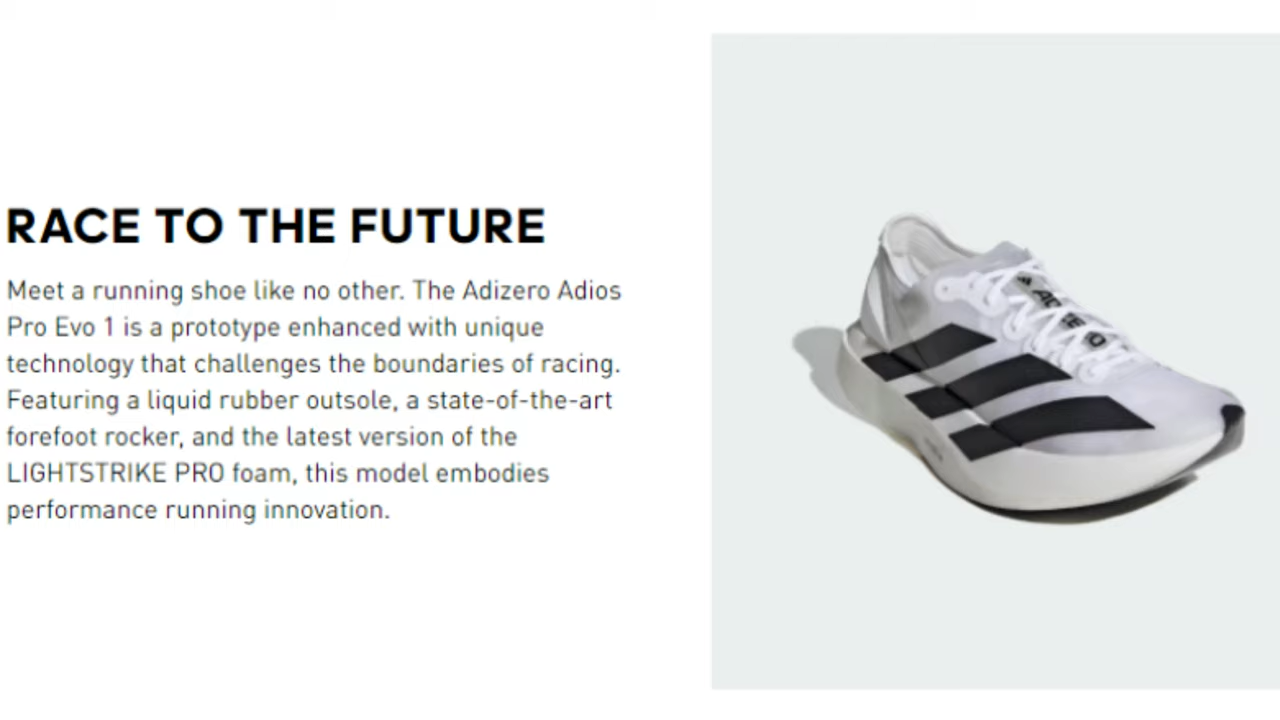 RACE TO THE FUTURE
Meet a running shoe like no other. The Adizero Adios
Pro Evo 1 is a prototype enhanced with unique
technology that challenges the boundaries of racing.
Featuring a liquid rubber outsole, a state-of-the-art
forefoot rocker, and the latest version of the
LIGHTSTRIKE PRO foam, this model embodies
performance running innovation.